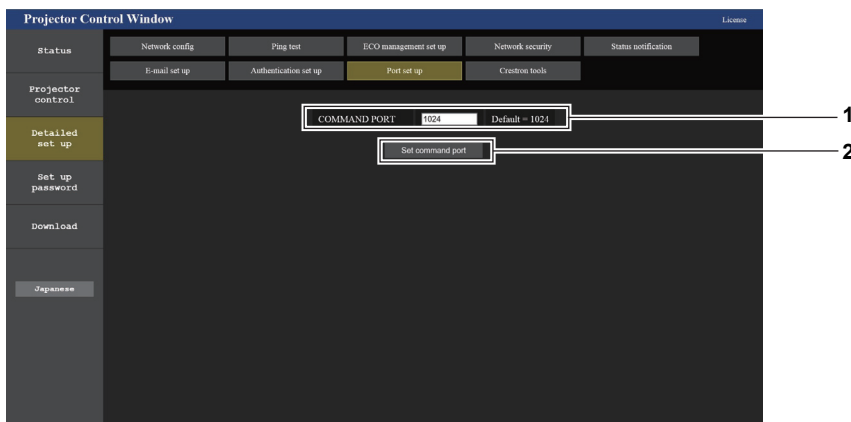 Projector Control Window
License
Status
Projector
control
Detailed
set up
Set up
password
Download
Japanese
Network config
Ping test
ECO management set up
Network security
Status notification
E-mail set up
Authentication set up
Port set up
Crestron tools
COMMAND PORT 1024 Default = 1024
1
Set command port
2